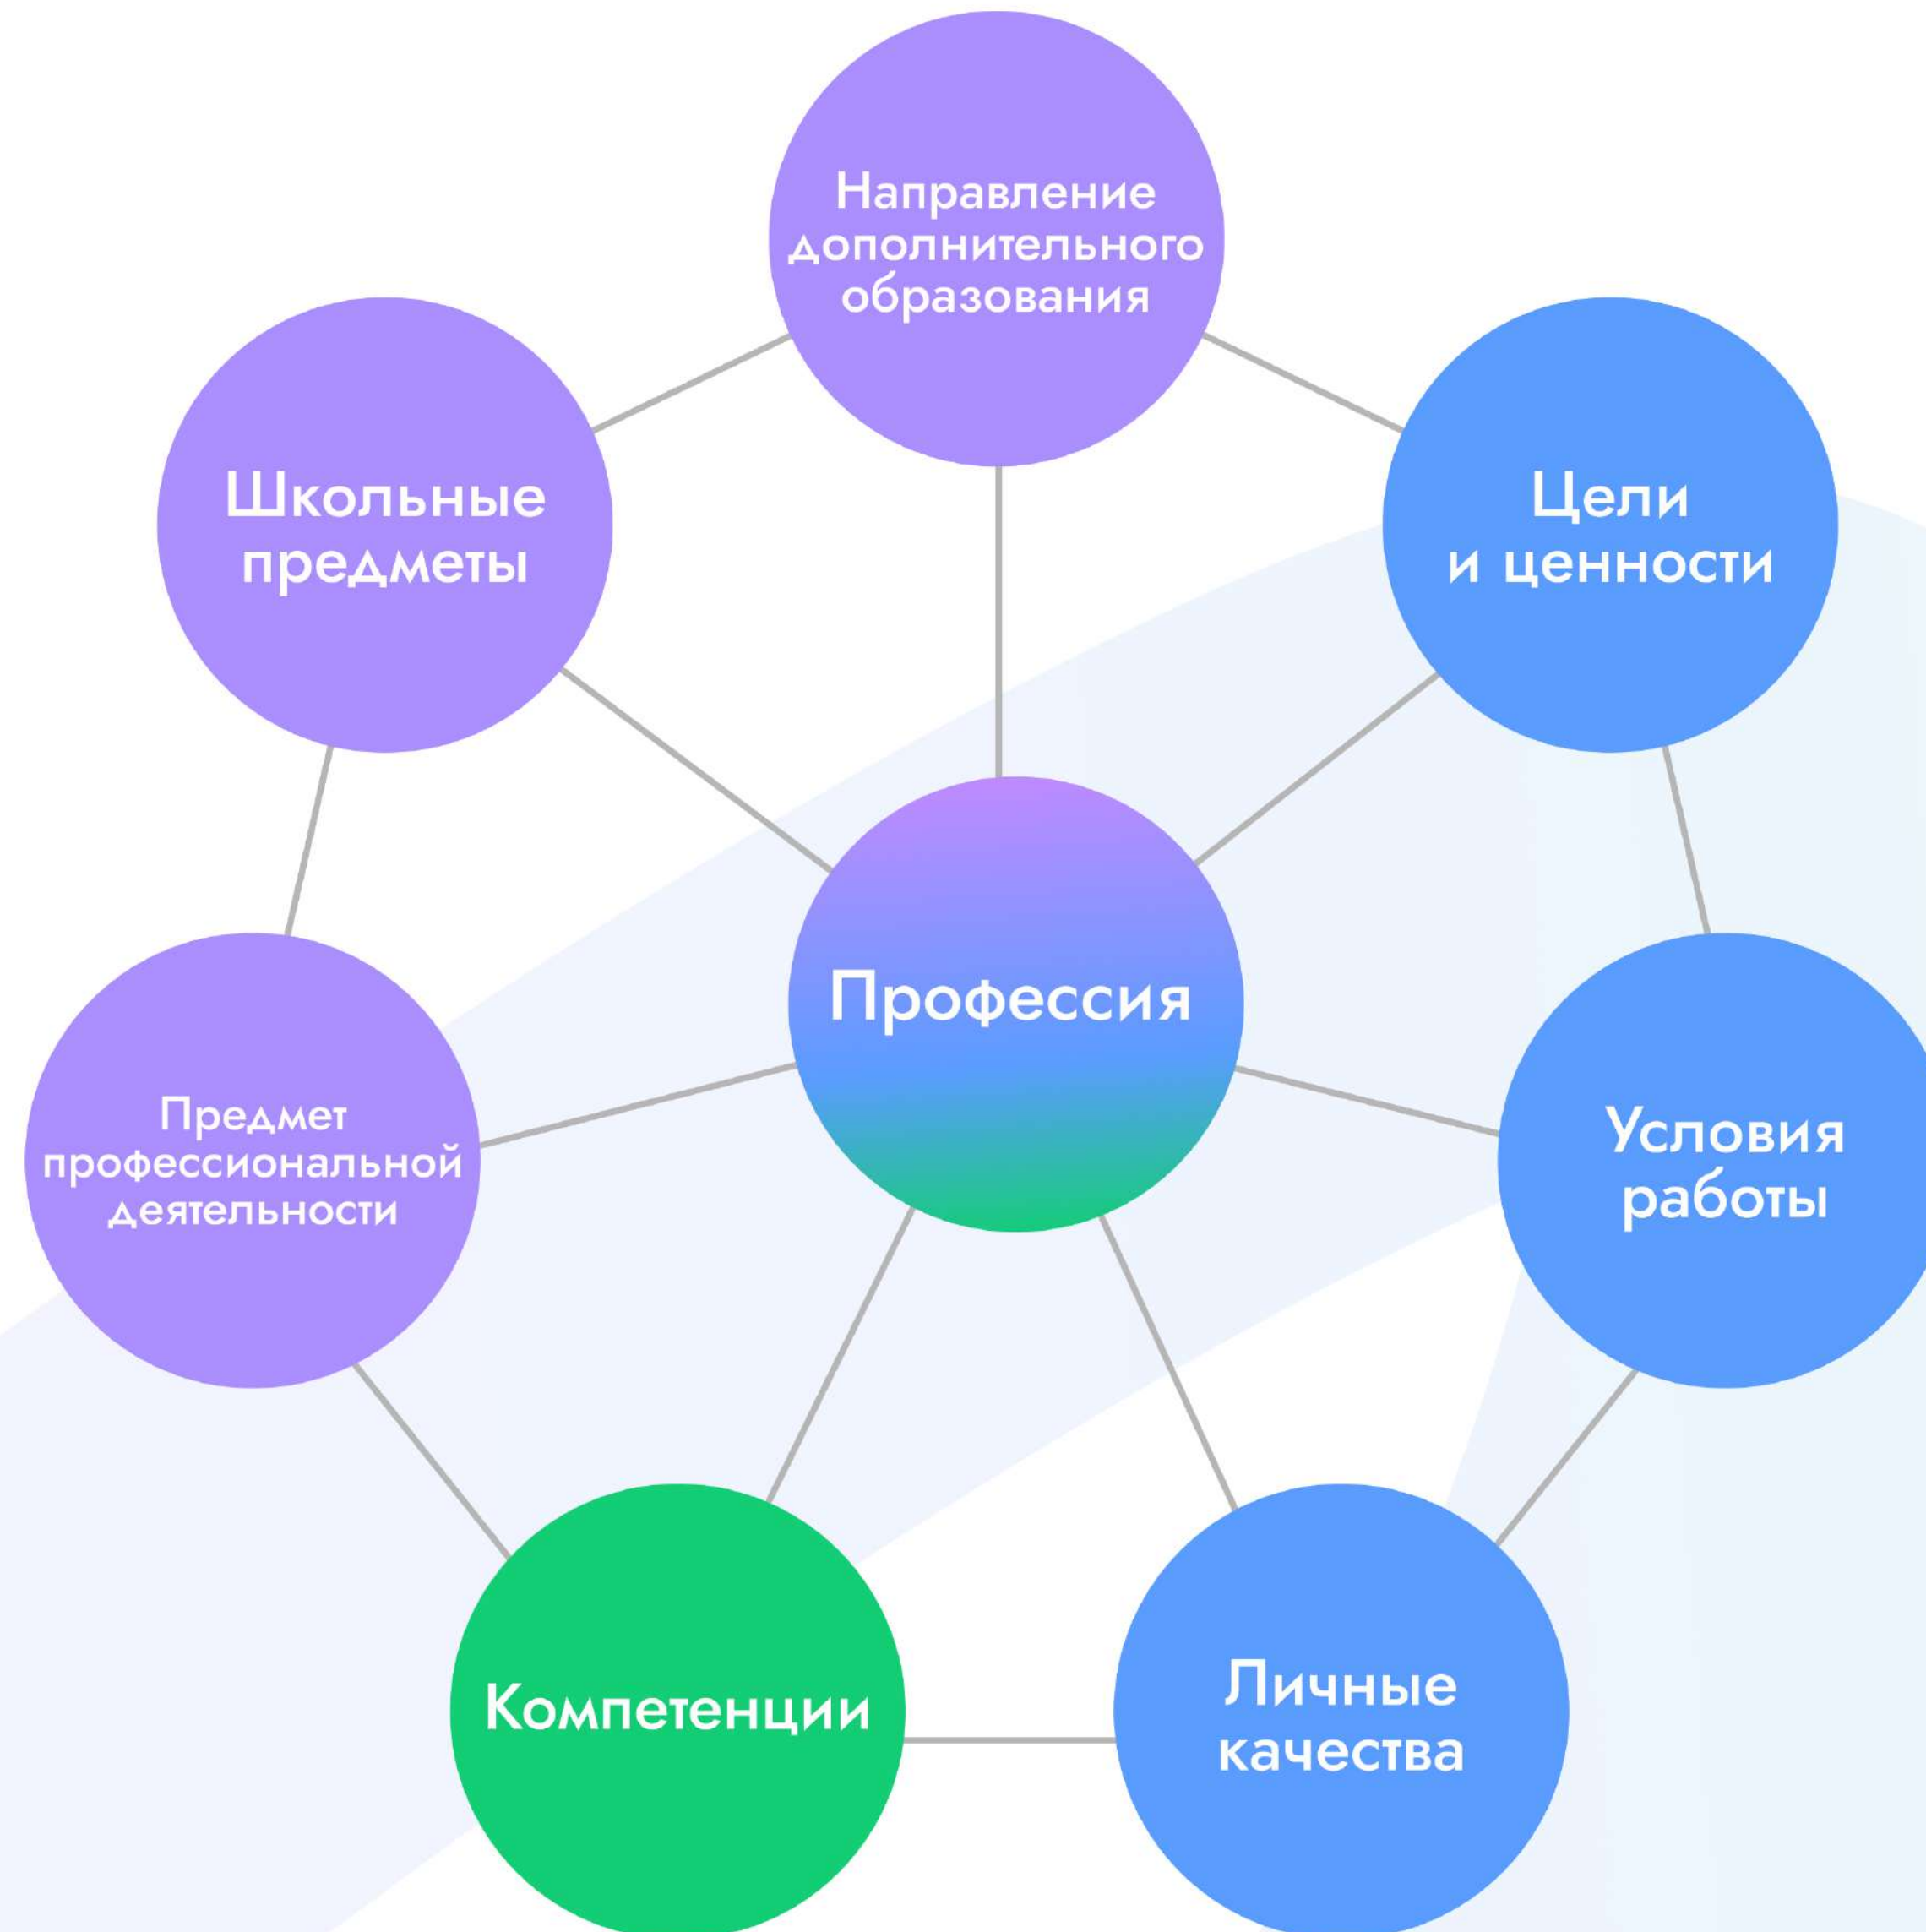 Направление
дополнительного
образования
Школьные
предметы
Цели
и ценности
Профессия
Предмет
профессиональной
деятельности
Условия
работы
Компетенции
Личные
качества